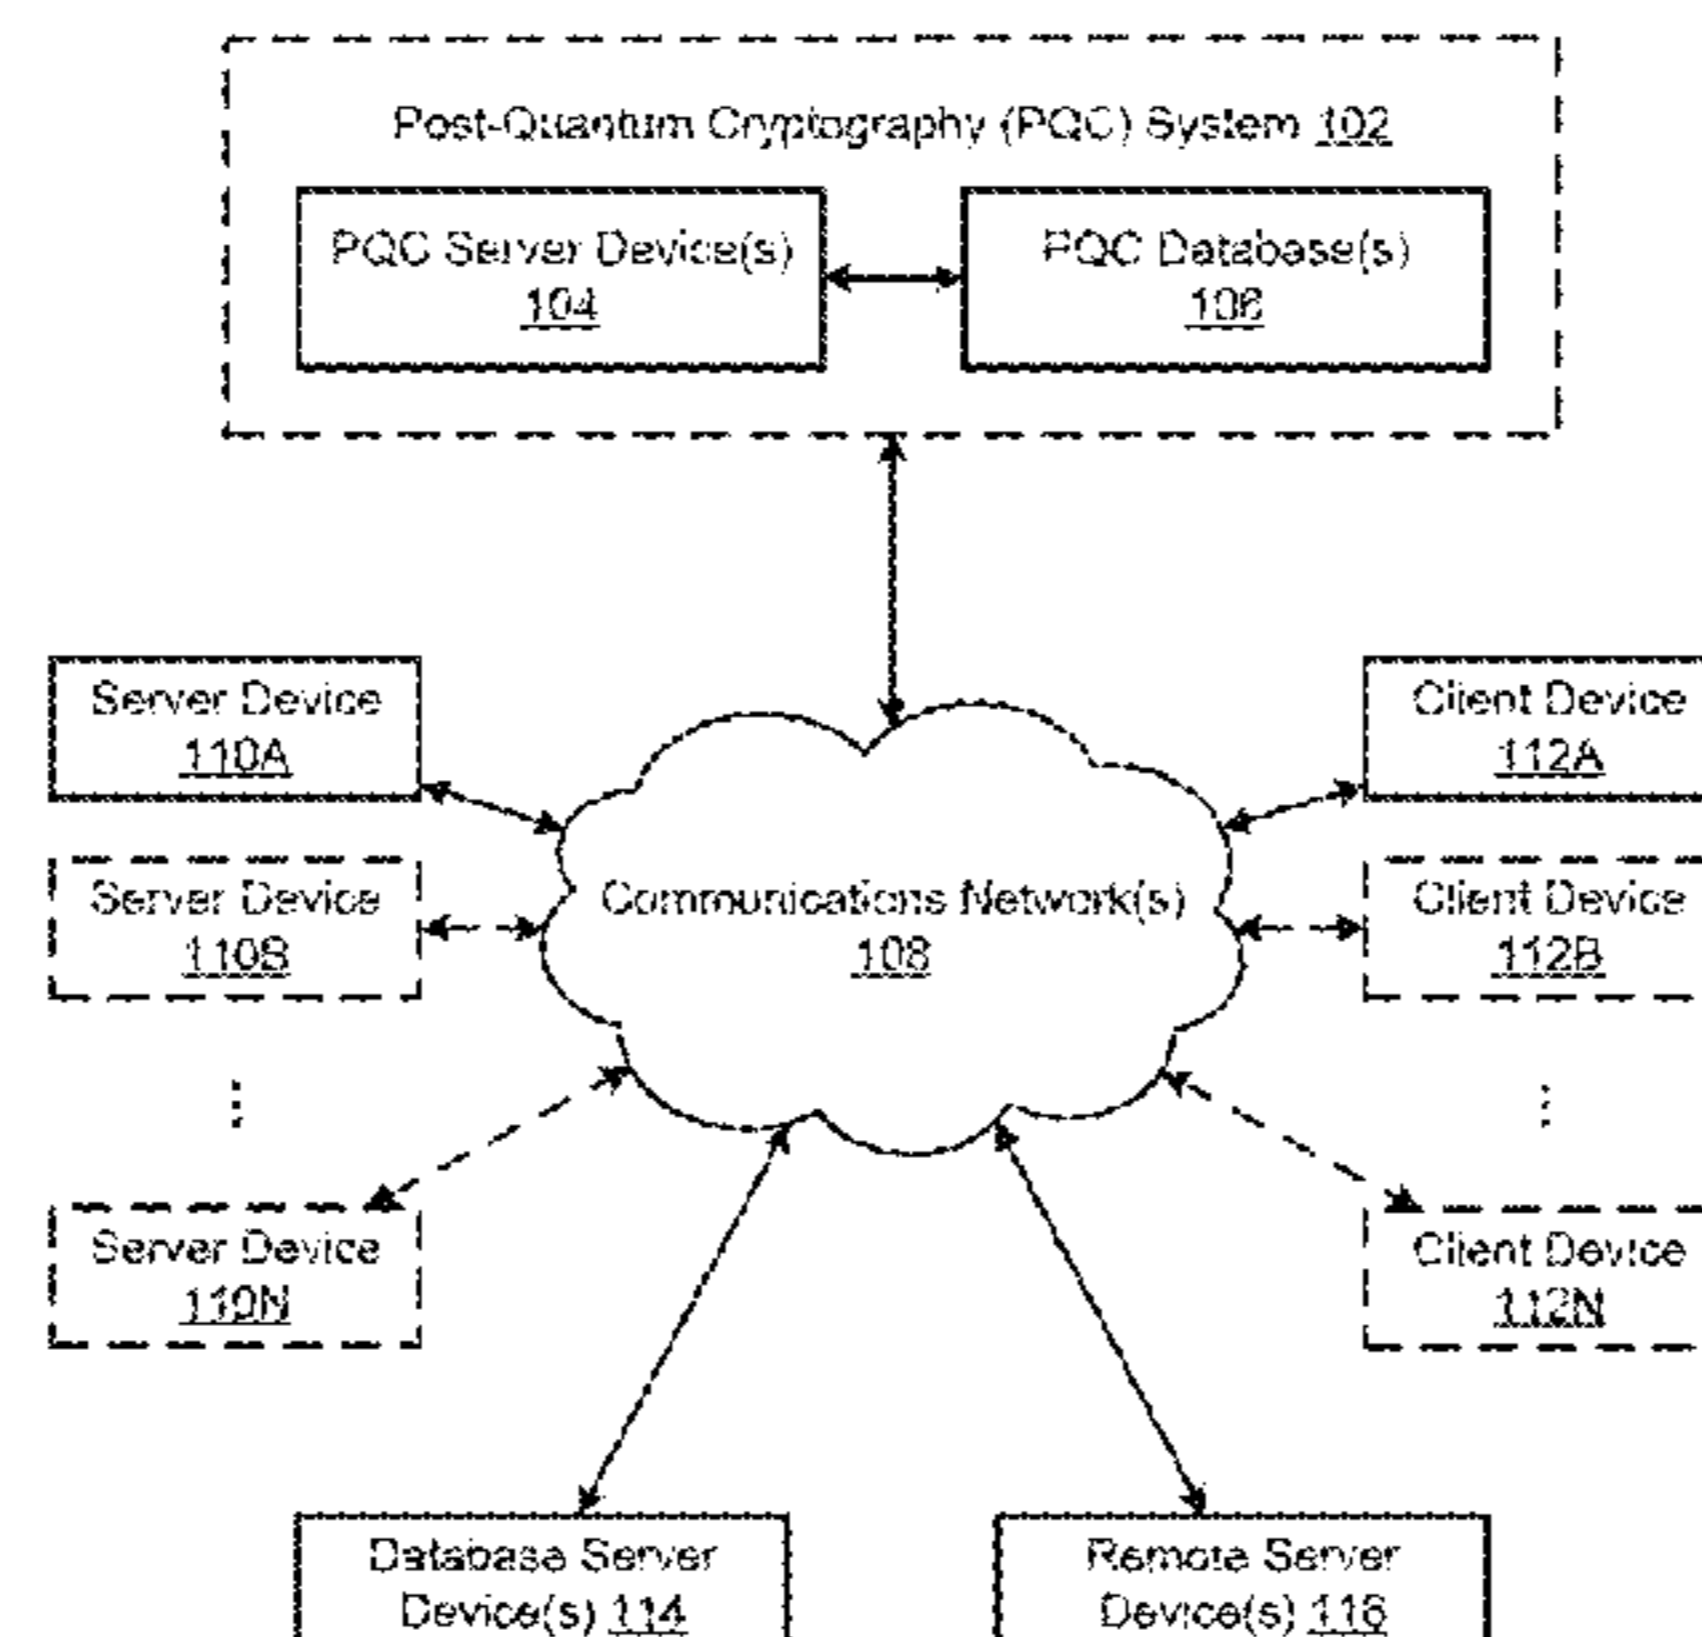 Post-Quantum Cryptography (PQC) System 102
PQC Server Device(s)
104
PQC Database(s)
106
Server Device
110A
Client Device
112A
Server Device
110B
Communications Network(s)
108
Client Device
112B
Server Device
110N
Client Device
112N
Database Server
Device(s) 114
Remote Server
Device(s) 116